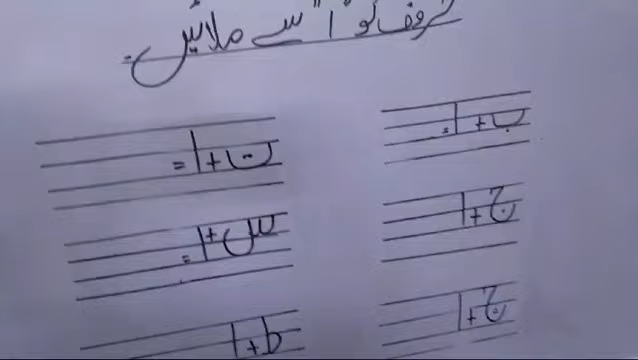 حروف کو "ا" سے ملائیں۔
ب + ا =
ت + ا =
ج + ا
س + ا =
ج + ا
ط + ا